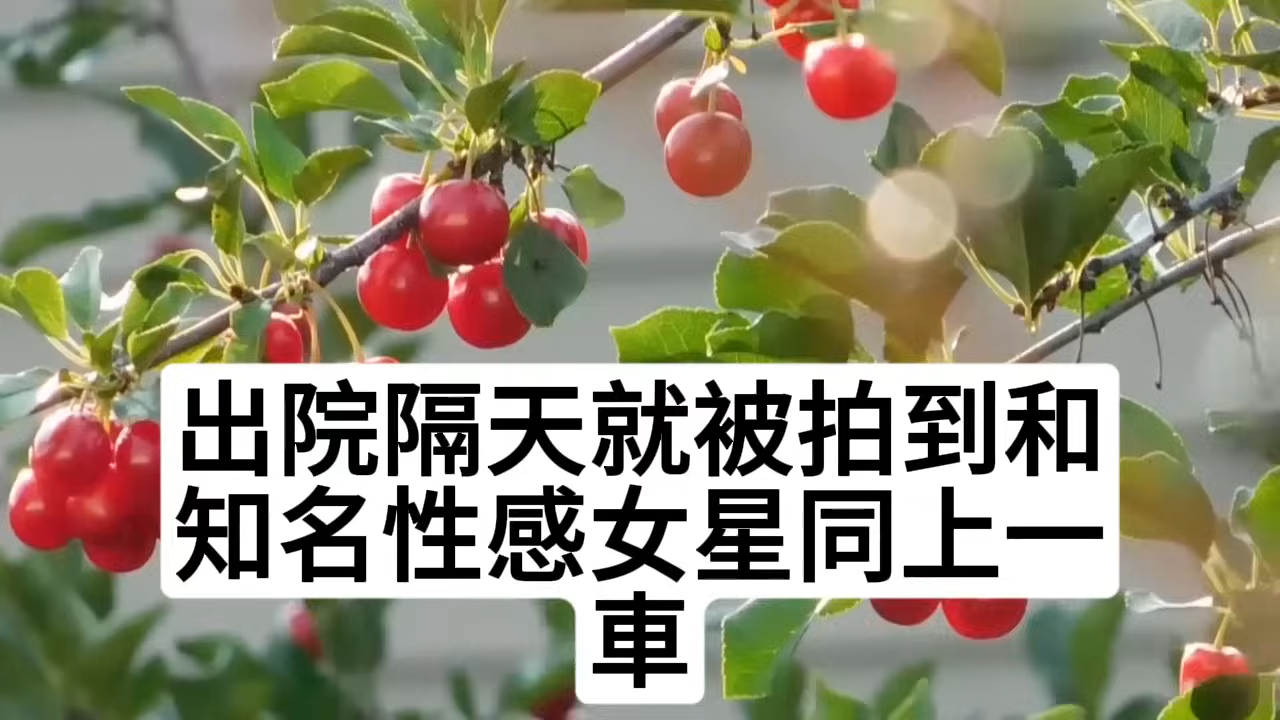 出院隔天就被拍到和
知名性感女星同上一
車